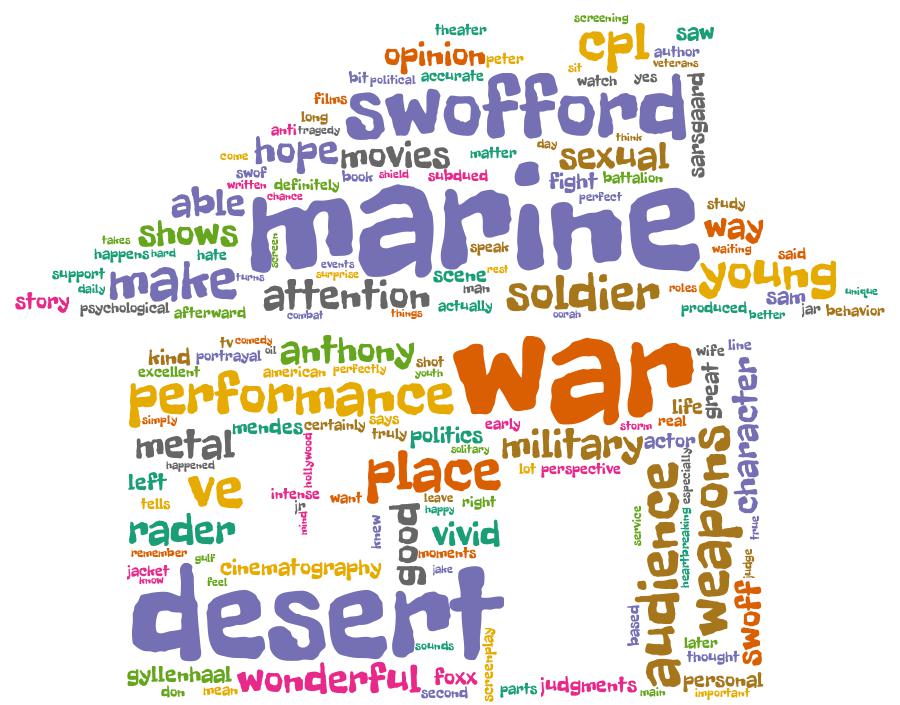 screening
theater
cpl
saw
opinion
peter
author
veterans
sit
bit
political
accurate
watch
yes
films
swofford
sarsgaard
long
anti
tragedy
think
come
hope
movies
matter
day
sexual
swof
book
shield
subdued
fight
battalion
written
definitely
chance
perfect
able
marine
study
takes
shows
screen
speak
way
waiting
happens
hard
hate
events
said
support
daily
make
turns
surprise
scene
rest
man
roles
young
unique
story
psychological
afterward
attention
combat
things
actually
soldier
oorah
produced
sam
better
jar
behavior
tv
comedy
oil
anthony
war
wife
line
kind
portrayal
shot
excellent
american
perfectly
youth
great
character
performance
life
simply
mendes
certainly
says
early
storm
real
metal
hollywood
truly
politics
solitary
military
actor
happened
especially
left
ve
place
lot
perspective
weapons
tells
intense
jr
want
leave
right
audience
happy
rader
mind
knew
good
vivid
service
heartbreaking
true
remember
gulf
moments
jacket
know
feel
cinematography
jake
judge
desert
sounds
based
swoff
screenplay
later
thought
gyllenhaal
wonderful
foxx
don
mean
second
parts
judgments
main
personal
important